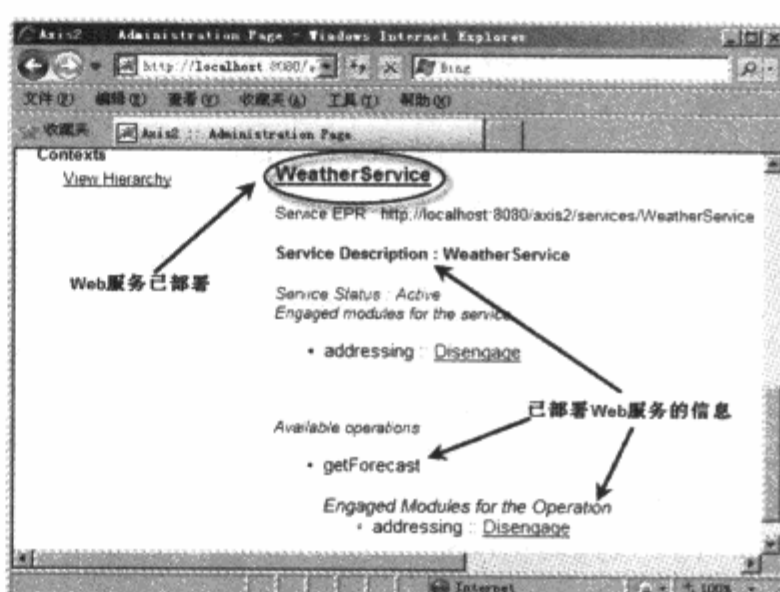 Axis2 :: Administration Page - Windows Internet Explorer
http://localhost:8080/
Bing
文件(F) 编辑(E) 查看(V) 收藏夹(A) 工具(T) 帮助(H)
收藏夹 Axis2 :: Administration Page
Contexts
View Hierarchy
WeatherService
Service EPR : http://localhost:8080/axis2/services/WeatherService
Service Description : WeatherService
Web服务已部署
Service Status : Active
Engaged modules for the service
• addressing :: Disengage
已部署Web服务的信息
Available operations
• getForecast
Engaged Modules for the Operation
• addressing :: Disengage
Internet
100%